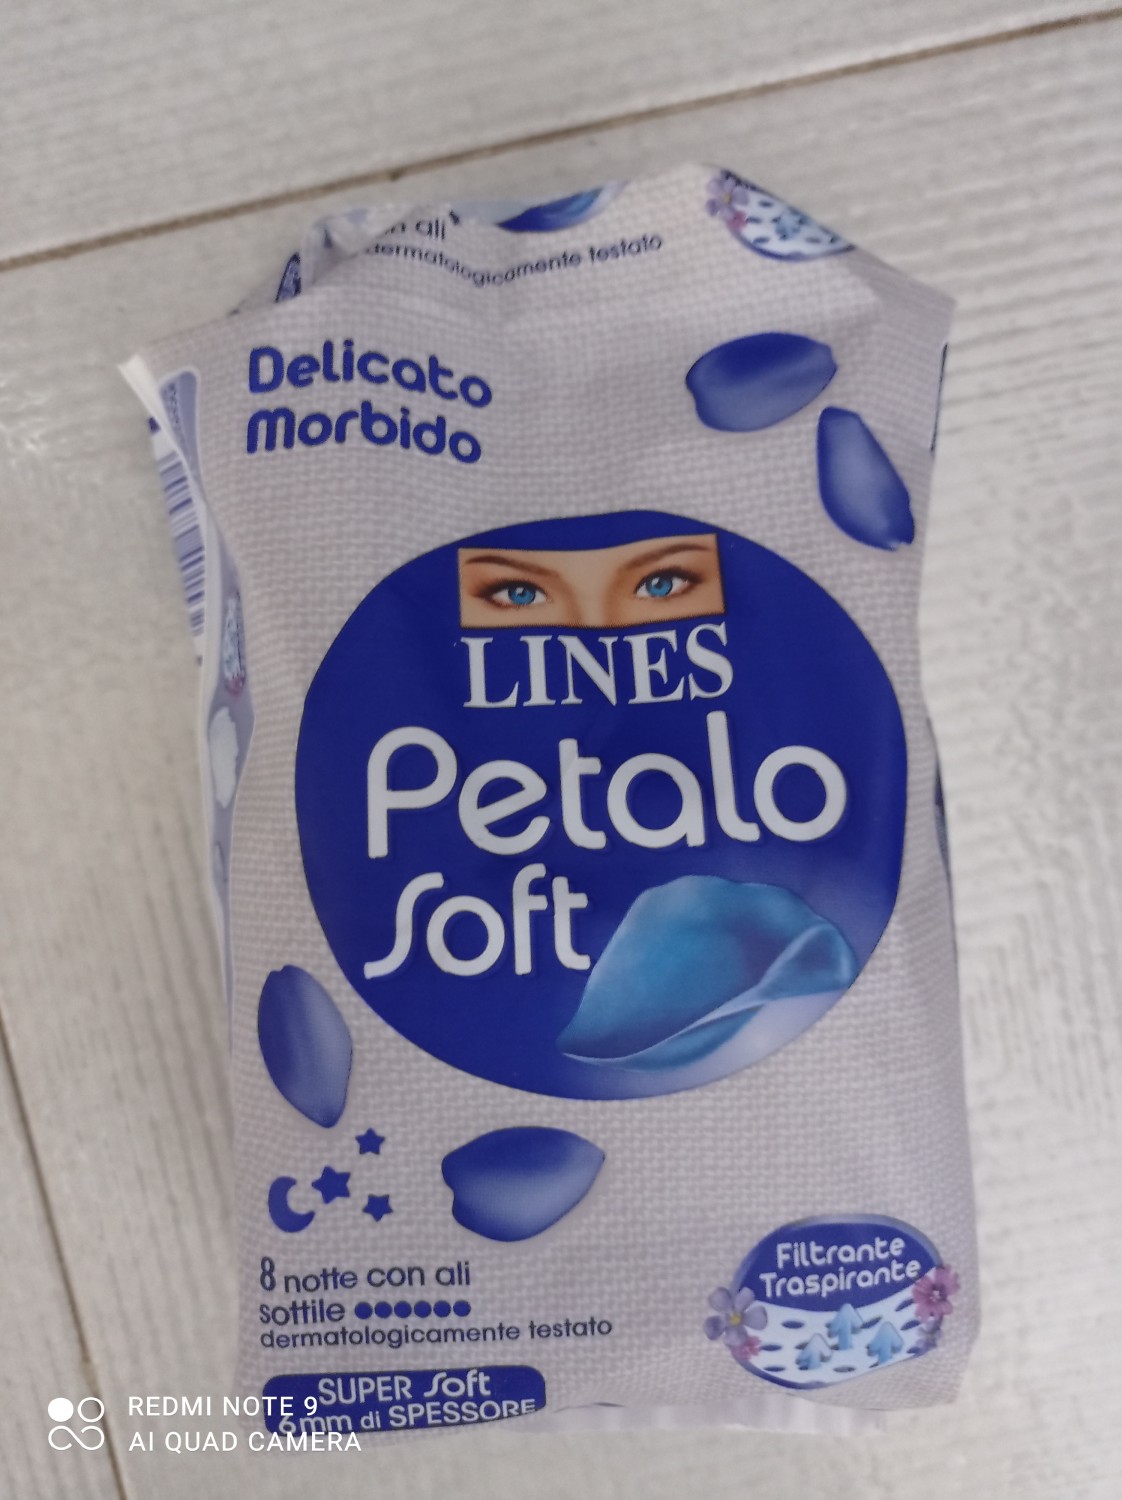 ali
dermatologicamente testato
Delicato
Morbido
LINES
Petalo
Soft
8 notte con ali
sottile
dermatologicamente testato
Filtrante
Traspirante
SUPER Soft
6mm di SPESSORE
REDMI NOTE 9
AI QUAD CAMERA